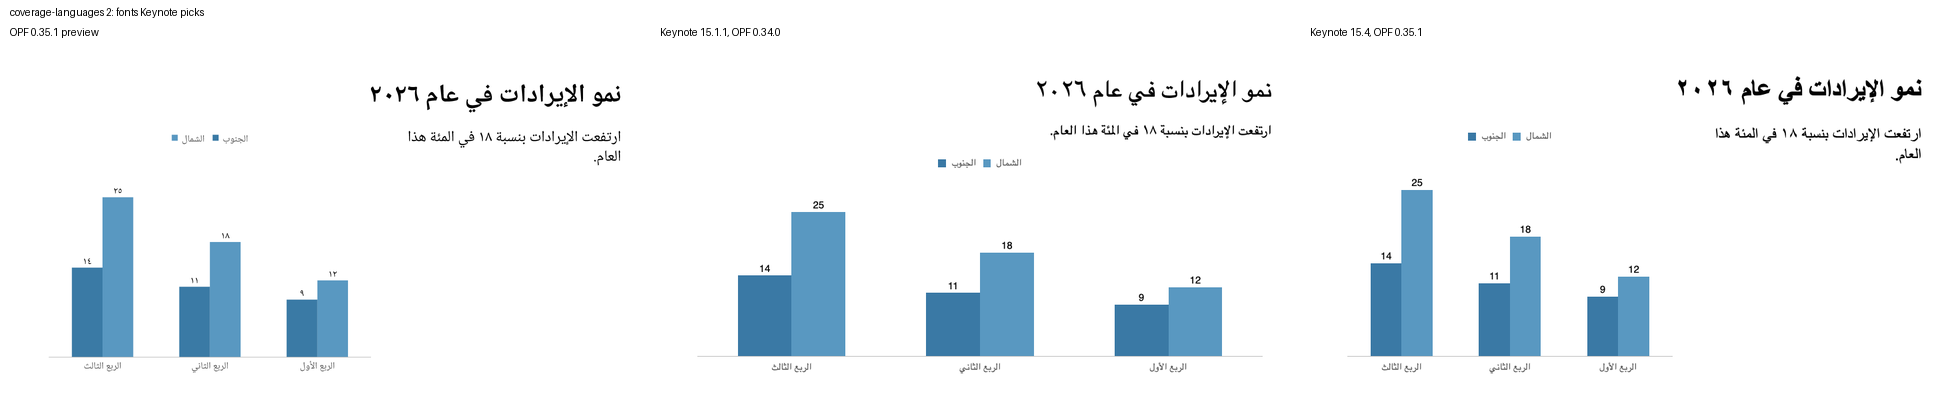 coverage-languages 2: fonts Keynote picks
OPF 0.35.1 preview
نمو الإيرادات في عام ٢٠٢٦
ارتفعت الإيرادات بنسبة ١٨ في المئة هذا
العام.
الجنوب
الشمال
٢٥
١٤
١٨
١١
١٢
٩
الربع الثالث
الربع الثاني
الربع الأول
Keynote 15.1.1, OPF 0.34.0
نمو الإيرادات في عام ٢٠٢٦
ارتفعت الإيرادات بنسبة ١٨ في المئة هذا العام.
الشمال
الجنوب
25
14
18
11
12
9
الربع الثالث
الربع الثاني
الربع الأول
Keynote 15.4, OPF 0.35.1
نمو الإيرادات في عام ٢٠٢٦
ارتفعت الإيرادات بنسبة ١٨ في المئة هذا
العام.
الشمال
الجنوب
25
14
18
11
12
9
الربع الثالث
الربع الثاني
الربع الأول